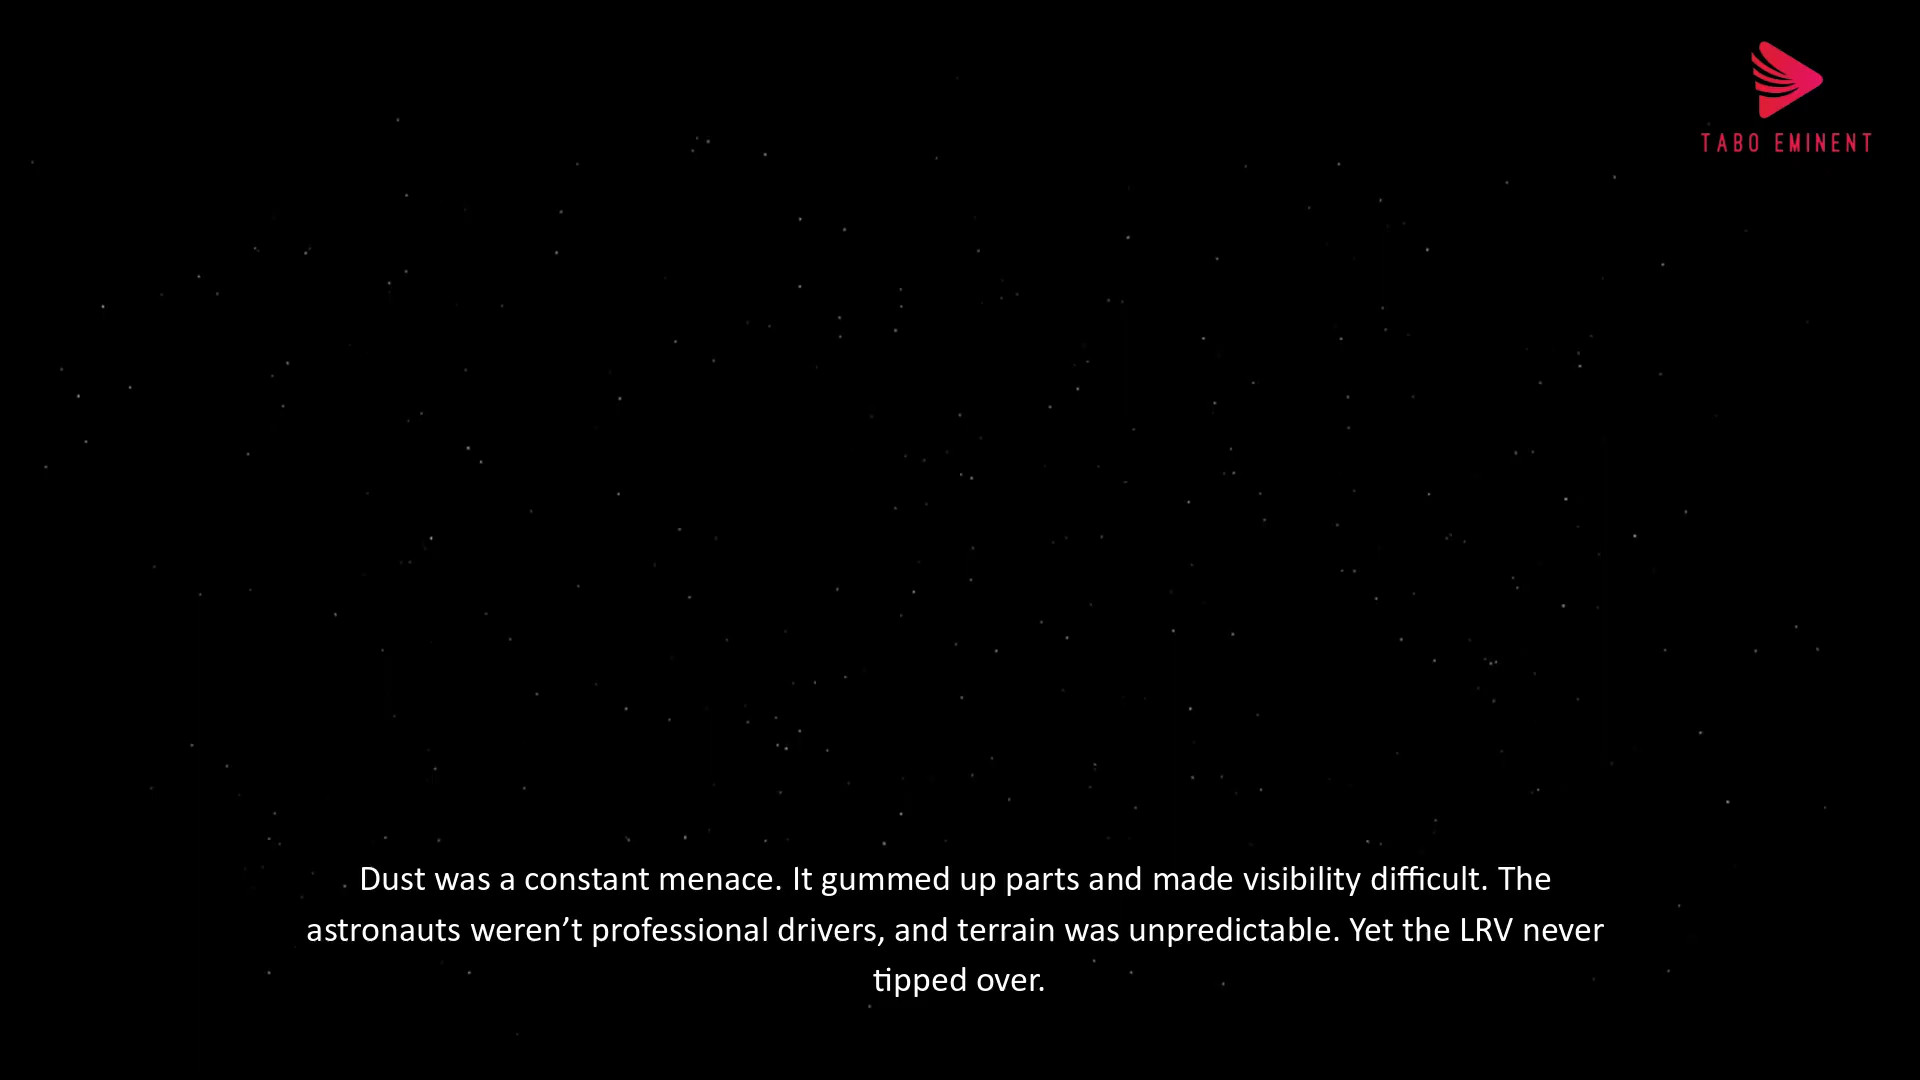 TABO EMINENT
Dust was a constant menace. It gummed up parts and made visibility difficult. The
astronauts weren’t professional drivers, and terrain was unpredictable. Yet the LRV never
tipped over.